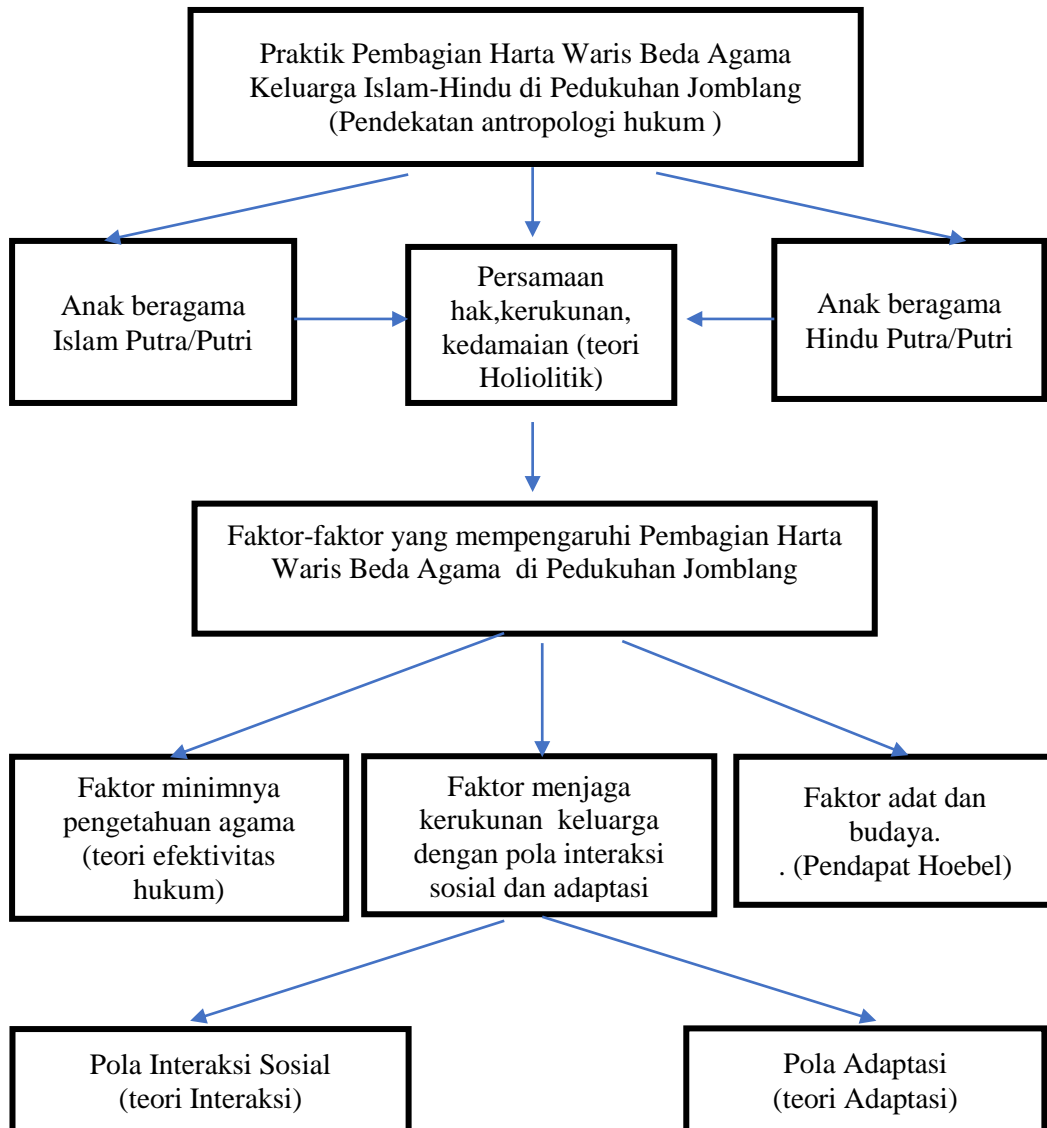 Praktik Pembagian Harta Waris Beda Agama
Keluarga Islam-Hindu di Pedukuhan Jomblang
(Pendekatan antropologi hukum )
Anak beragama
Islam Putra/Putri
Persamaan
hak,kerukunan,
kedamaian (teori
Holiolitik)
Anak beragama
Hindu Putra/Putri
Faktor-faktor yang mempengaruhi Pembagian Harta
Waris Beda Agama di Pedukuhan Jomblang
Faktor minimnya
pengetahuan agama
(teori efektivitas
hukum)
Faktor menjaga
kerukunan keluarga
dengan pola interaksi
sosial dan adaptasi
Faktor adat dan
budaya.
. (Pendapat Hoebel)
Pola Interaksi Sosial
(teori Interaksi)
Pola Adaptasi
(teori Adaptasi)